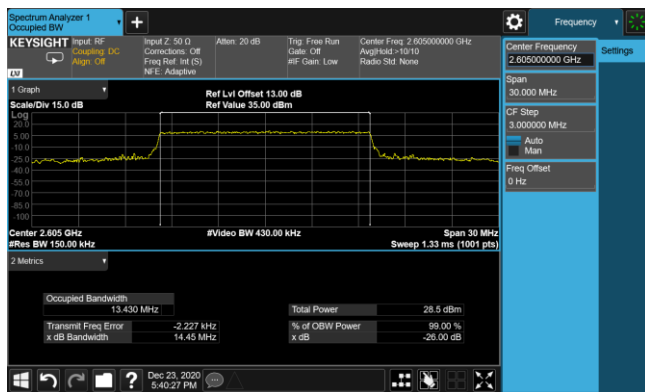 Spectrum Analyzer 1
Occupied BW
Frequency
KEYSIGHT
Input: RF
Coupling: DC
Align: Off
Input Z: 50 Ω
Corrections: Off
Freq Ref: Int (S)
NFE: Adaptive
Atten: 20 dB
Trig: Free Run
Gate: Off
#IF Gain: Low
Center Freq: 2.605000000 GHz
Avg|Hold:>10/10
Radio Std: None
LXI
Center Frequency
2.605000000 GHz
Settings
Span
30.000 MHz
CF Step
3.000000 MHz
Auto
Man
Freq Offset
0 Hz
1 Graph
Scale/Div 15.0 dB
Ref Lvl Offset 13.00 dB
Ref Value 35.00 dBm
Log
20.0
5.00
-10.0
-25.0
-40.0
-55.0
-70.0
-85.0
-100
Center 2.605 GHz
#Res BW 150.00 kHz
#Video BW 430.00 kHz
Span 30 MHz
Sweep 1.33 ms (1001 pts)
2 Metrics
Occupied Bandwidth
13.430 MHz
Total Power
28.5 dBm
Transmit Freq Error
-2.227 kHz
% of OBW Power
99.00 %
x dB Bandwidth
14.45 MHz
x dB
-26.00 dB
?
Dec 23, 2020
5:40:27 PM